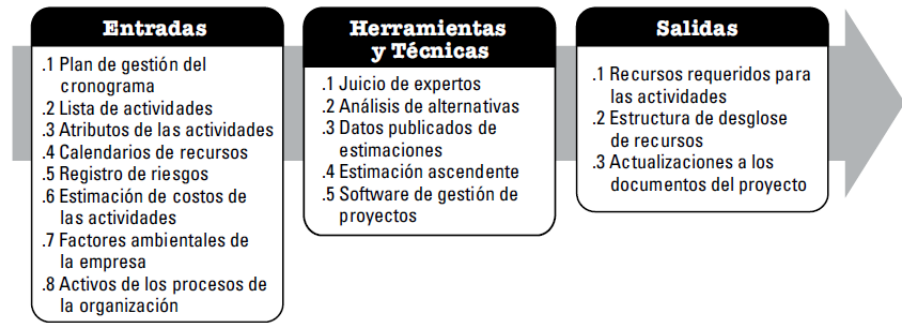 Entradas
.1 Plan de gestión del
cronograma
.2 Lista de actividades
.3 Atributos de las actividades
.4 Calendarios de recursos
.5 Registro de riesgos
.6 Estimación de costos de
las actividades
.7 Factores ambientales de
la empresa
.8 Activos de los procesos de
la organización
Herramientas
y Técnicas
.1 Juicio de expertos
.2 Análisis de alternativas
.3 Datos publicados de
estimaciones
.4 Estimación ascendente
.5 Software de gestión de
proyectos
Salidas
.1 Recursos requeridos para
las actividades
.2 Estructura de desglose
de recursos
.3 Actualizaciones a los
documentos del proyecto